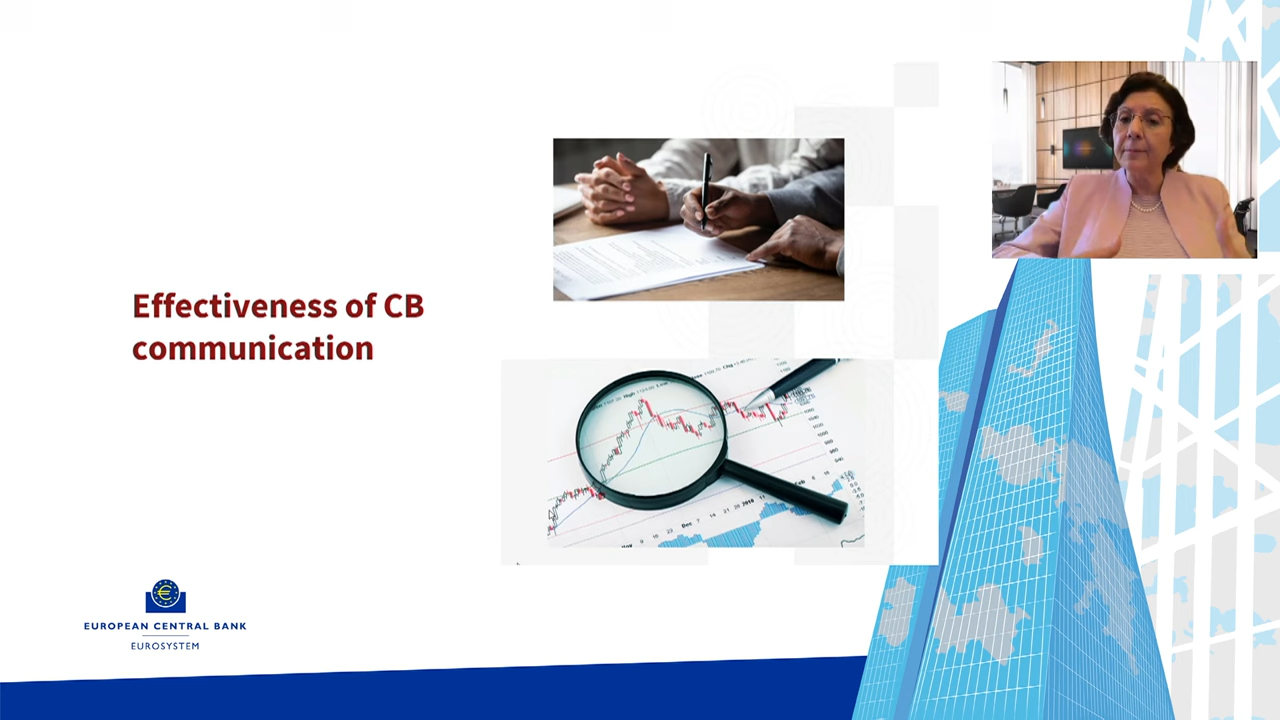 Effectiveness of CB
communication
EUROPEAN CENTRAL BANK
EUROSYSTEM